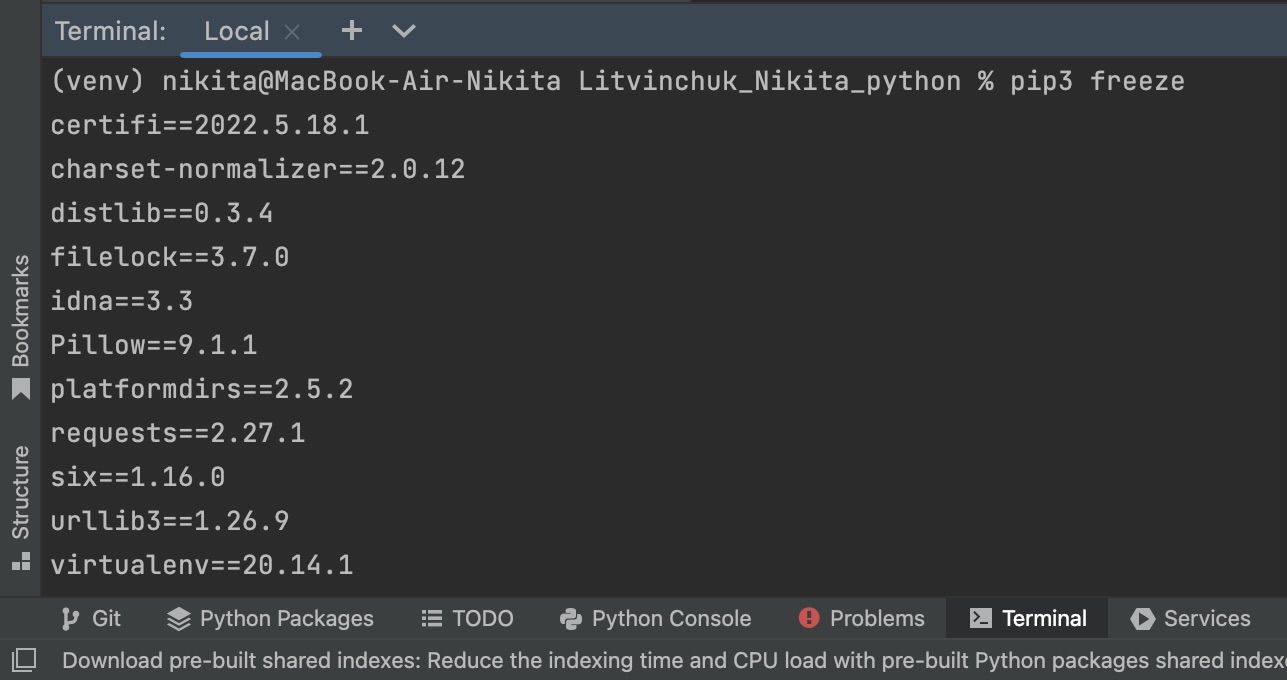 Terminal: Local × + 
(venv) nikita@MacBook-Air-Nikita Litvinchuk_Nikita_python % pip3 freeze
certifi==2022.5.18.1
charset-normalizer==2.0.12
distlib==0.3.4
filelock==3.7.0
idna==3.3
Pillow==9.1.1
platformdirs==2.5.2
requests==2.27.1
six==1.16.0
urllib3==1.26.9
virtualenv==20.14.1
Bookmarks
Structure
Git Python Packages TODO Python Console Problems Terminal Services
Download pre-built shared indexes: Reduce the indexing time and CPU load with pre-built Python packages shared